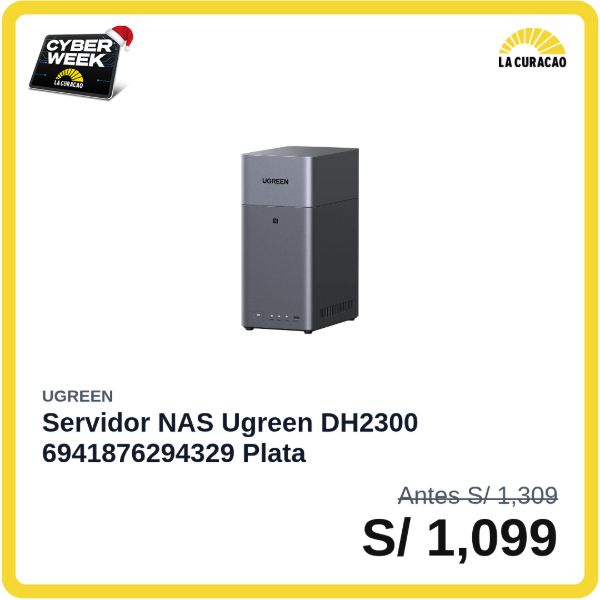 CYBER
WEEK
LA CURACAO
LA CURACAO
UGREEN
UGREEN
Servidor NAS Ugreen DH2300
6941876294329 Plata
Antes S/ 1,309
S/ 1,099